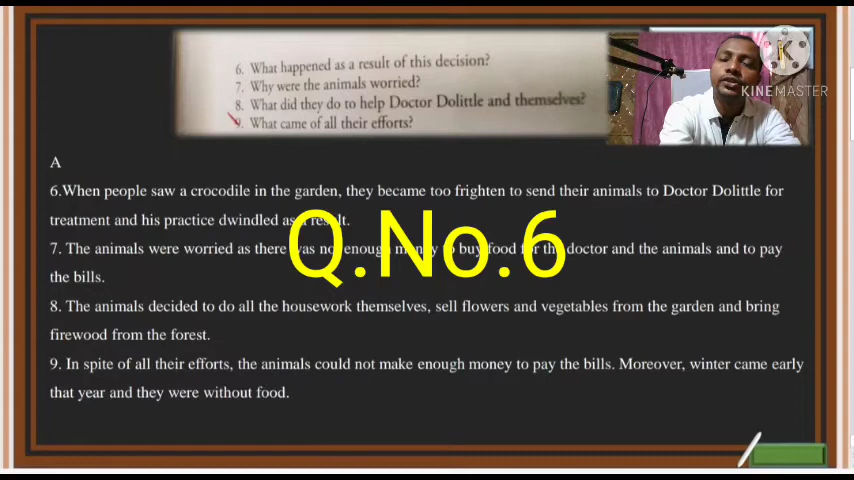 6. What happened as a result of this decision?
7. Why were the animals worried?
8. What did they do to help Doctor Dolittle and themselves?
9. What came of all their efforts?
KINEMASTER
A
6.When people saw a crocodile in the garden, they became too frighten to send their animals to Doctor Dolittle for
treatment and his practice dwindled as a result.
7. The animals were worried as there was not enough money to buy food for the doctor and the animals and to pay
the bills.
Q.No.6
8. The animals decided to do all the housework themselves, sell flowers and vegetables from the garden and bring
firewood from the forest.
9. In spite of all their efforts, the animals could not make enough money to pay the bills. Moreover, winter came early
that year and they were without food.